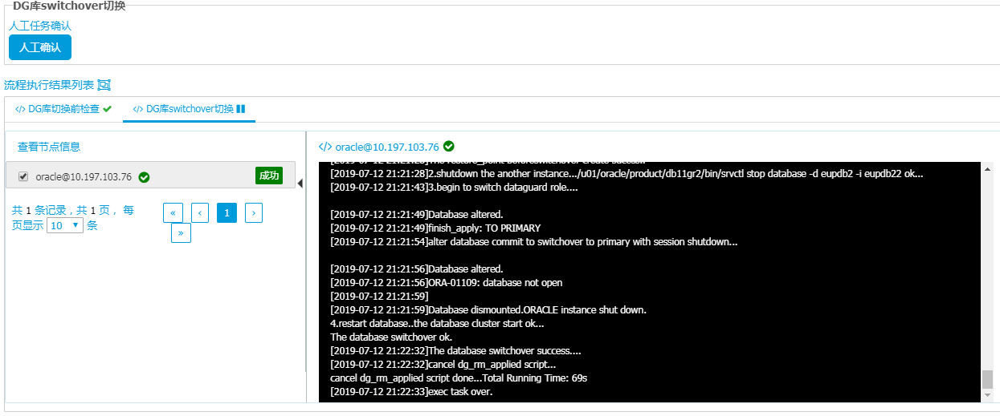 DG库switchover切换
人工任务确认
人工确认
流程执行结果列表
</> DG库切换前检查
</> DG库switchover切换
查看节点信息
oracle@10.197.103.76
成功
共 1 条记录，共 1 页， 每
页显示 10 条
« ‹ 1 ›
»
</> oracle@10.197.103.76
[2019-07-12 21:21:28]2.shutdown the another instance.../u01/oracle/product/db11gr2/bin/srvctl stop database -d eupdb2 -i eupdb22 ok...
[2019-07-12 21:21:43]3.begin to switch dataguard role....
[2019-07-12 21:21:49]Database altered.
[2019-07-12 21:21:49]finish_apply: TO PRIMARY
[2019-07-12 21:21:54]alter database commit to switchover to primary with session shutdown...
[2019-07-12 21:21:56]Database altered.
[2019-07-12 21:21:56]ORA-01109: database not open
[2019-07-12 21:21:59]
[2019-07-12 21:21:59]Database dismounted.ORACLE instance shut down.
4.restart database..the database cluster start ok...
The database switchover ok.
[2019-07-12 21:22:32]The database switchover success....
[2019-07-12 21:22:32]cancel dg_rm_applied script...
cancel dg_rm_applied script done...Total Running Time: 69s
[2019-07-12 21:22:33]exec task over.